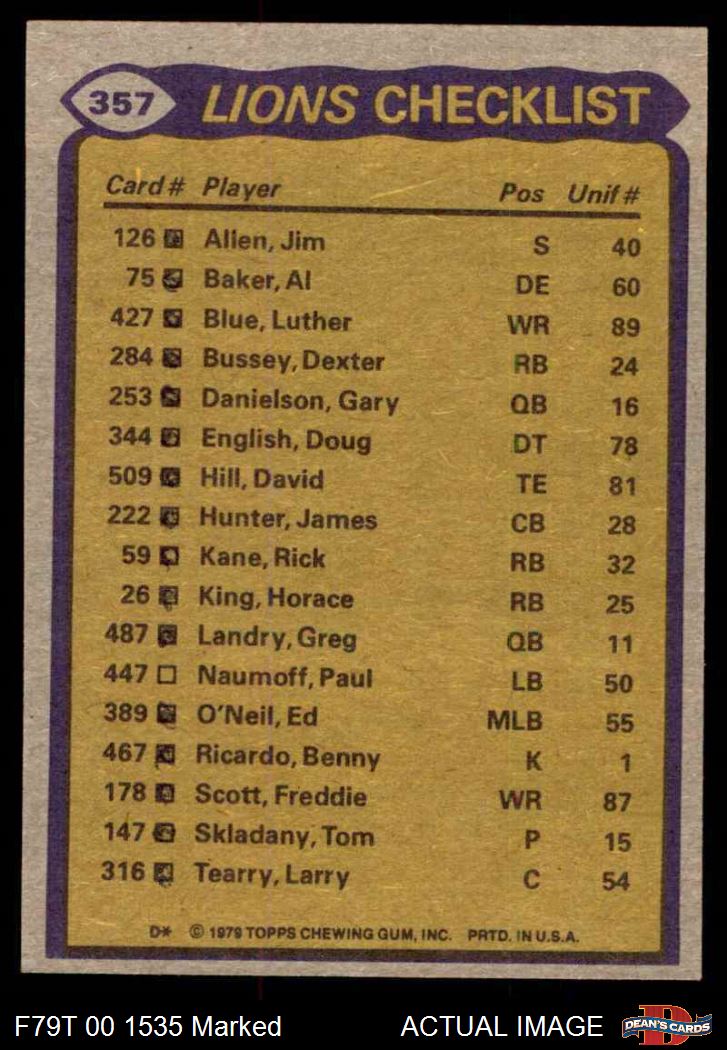 357 LIONS CHECKLIST
Card # Player Pos Unif #
126 Allen, Jim S 40
75 Baker, Al DE 60
427 Blue, Luther WR 89
284 Bussey, Dexter RB 24
253 Danielson, Gary QB 16
344 English, Doug DT 78
509 Hill, David TE 81
222 Hunter, James CB 28
59 Kane, Rick RB 32
26 King, Horace RB 25
487 Landry, Greg QB 11
447 Naumoff, Paul LB 50
389 O'Neil, Ed MLB 55
467 Ricardo, Benny K 1
178 Scott, Freddie WR 87
147 Skladany, Tom P 15
316 Tearry, Larry C 54
D* © 1979 TOPPS CHEWING GUM, INC. PRTD. IN U.S.A.
F79T 00 1535 Marked ACTUAL IMAGE D DEAN'S CARDS